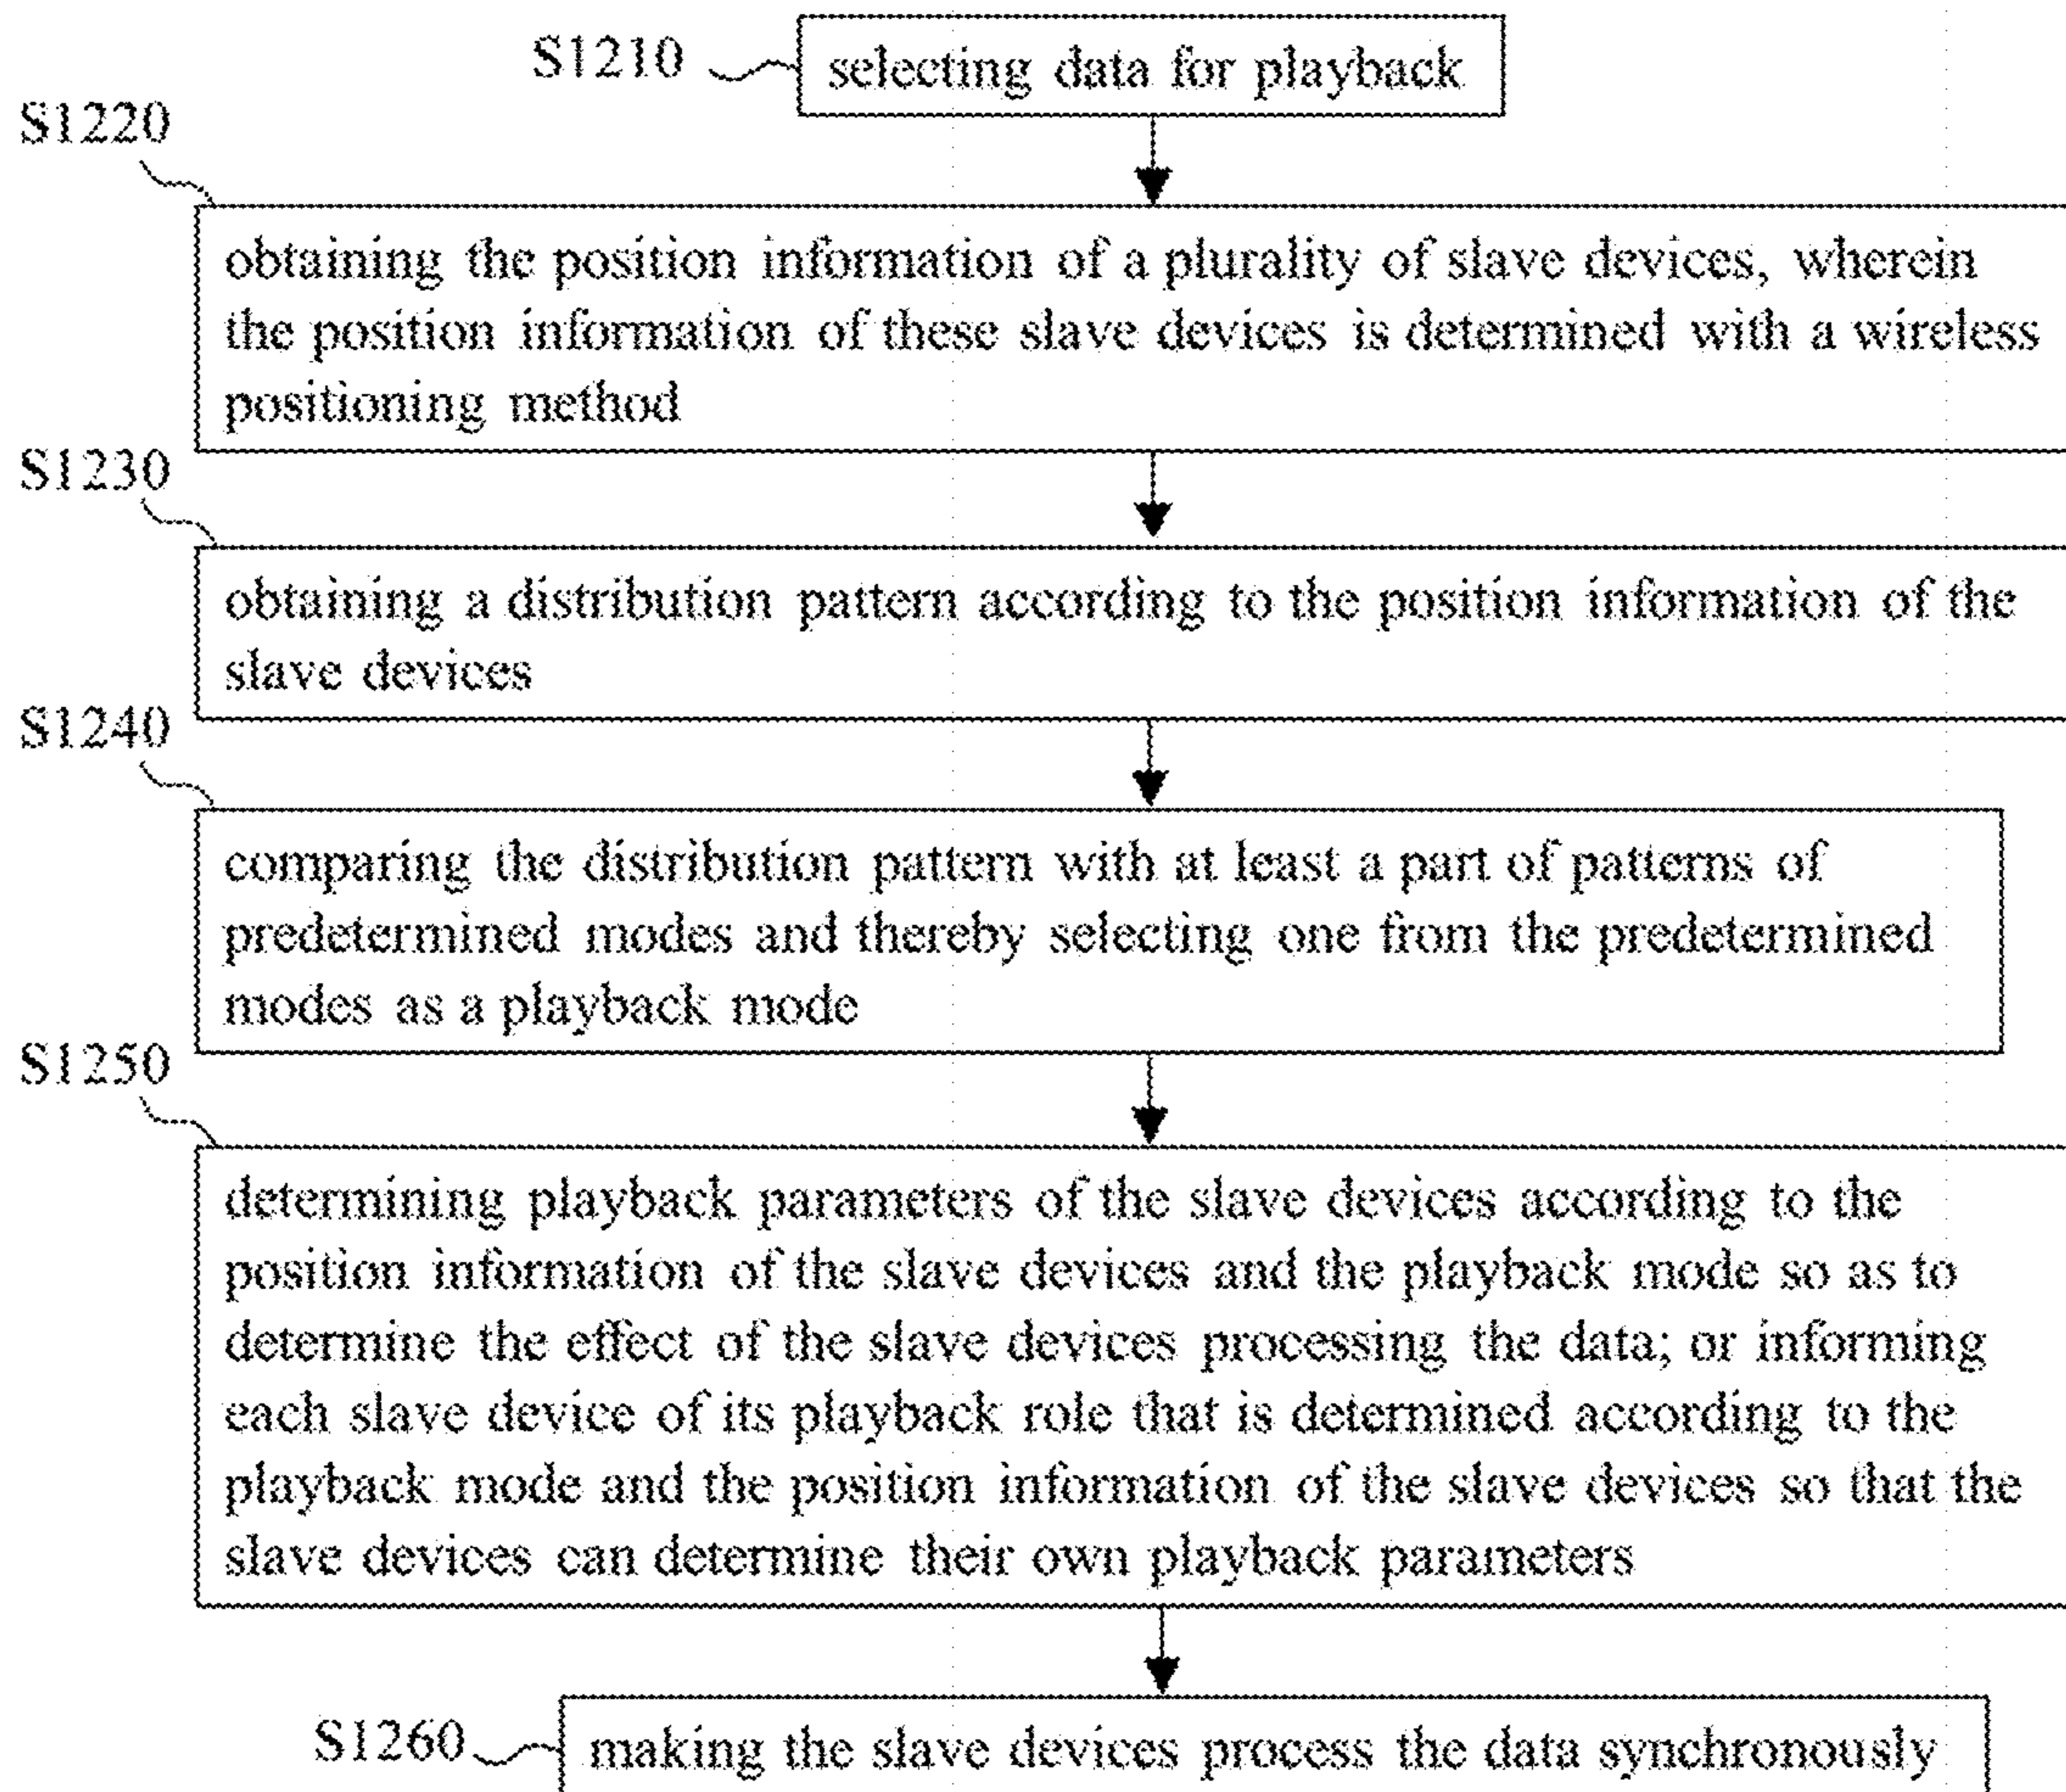 S1210
selecting data for playback
S1220
obtaining the position information of a plurality of slave devices, wherein
the position information of these slave devices is determined with a wireless
positioning method
S1230
obtaining a distribution pattern according to the position information of the
slave devices
S1240
comparing the distribution pattern with at least a part of patterns of
predetermined modes and thereby selecting one from the predetermined
modes as a playback mode
S1250
determining playback parameters of the slave devices according to the
position information of the slave devices and the playback mode so as to
determine the effect of the slave devices processing the data; or informing
each slave device of its playback role that is determined according to the
playback mode and the position information of the slave devices so that the
slave devices can determine their own playback parameters
S1260
making the slave devices process the data synchronously